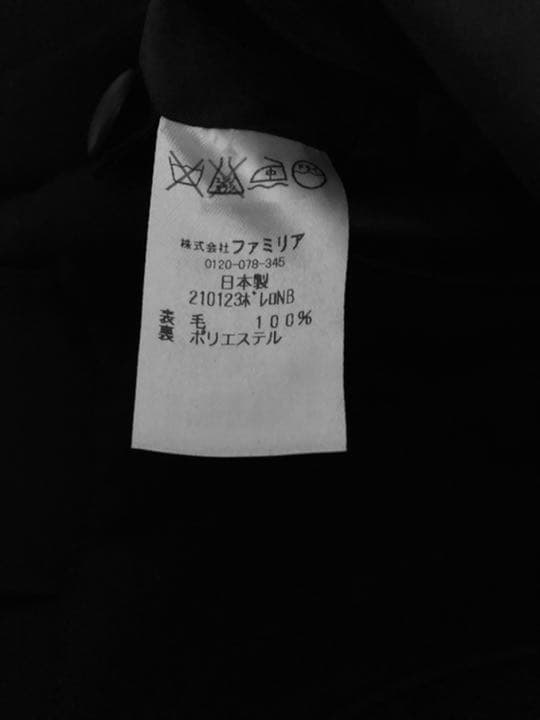 株式会社ファミリア
0120-078-345
日本製
210123ﾎﾞﾚﾛNB
表 毛 100%
裏 ポリエステル